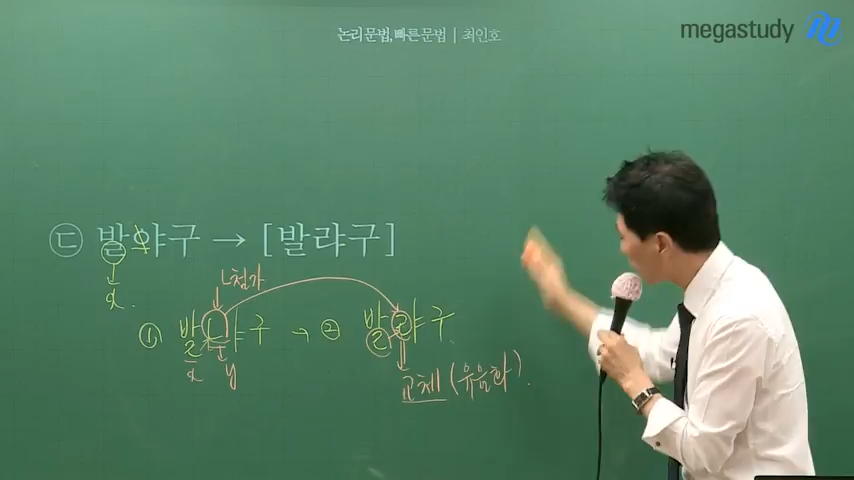 논리문법, 빠른문법 | 최인호
megastudy
ㄷ 발야구 → [발랴구]
ㄴ첨가
① 발냐구 → ② 발랴구
y
교체 (유음화).